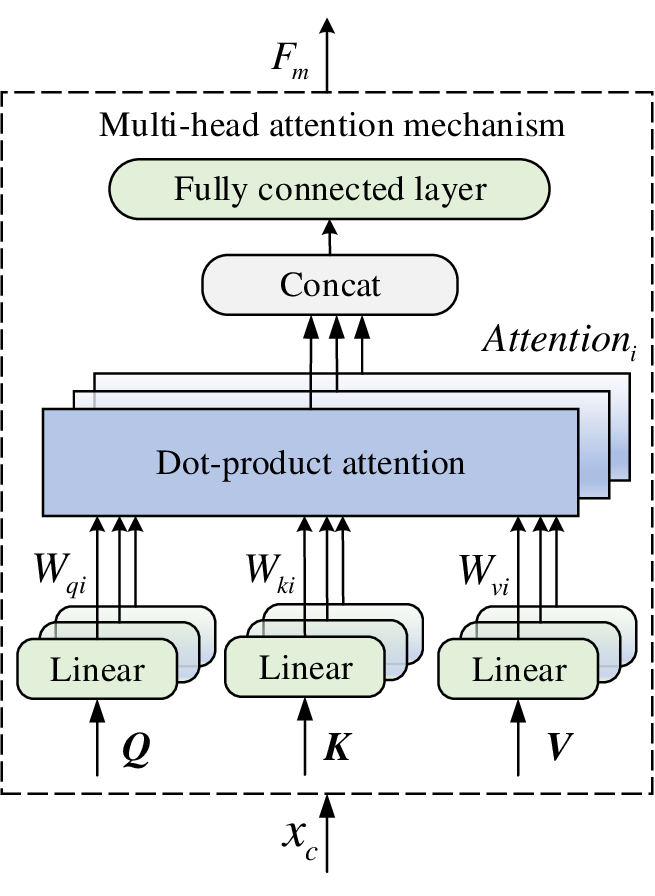 F_m
Multi-head attention mechanism
Fully connected layer
Concat
Attention_i
Dot-product attention
W_qi W_ki W_vi
Linear Linear Linear
Q K V
x_c